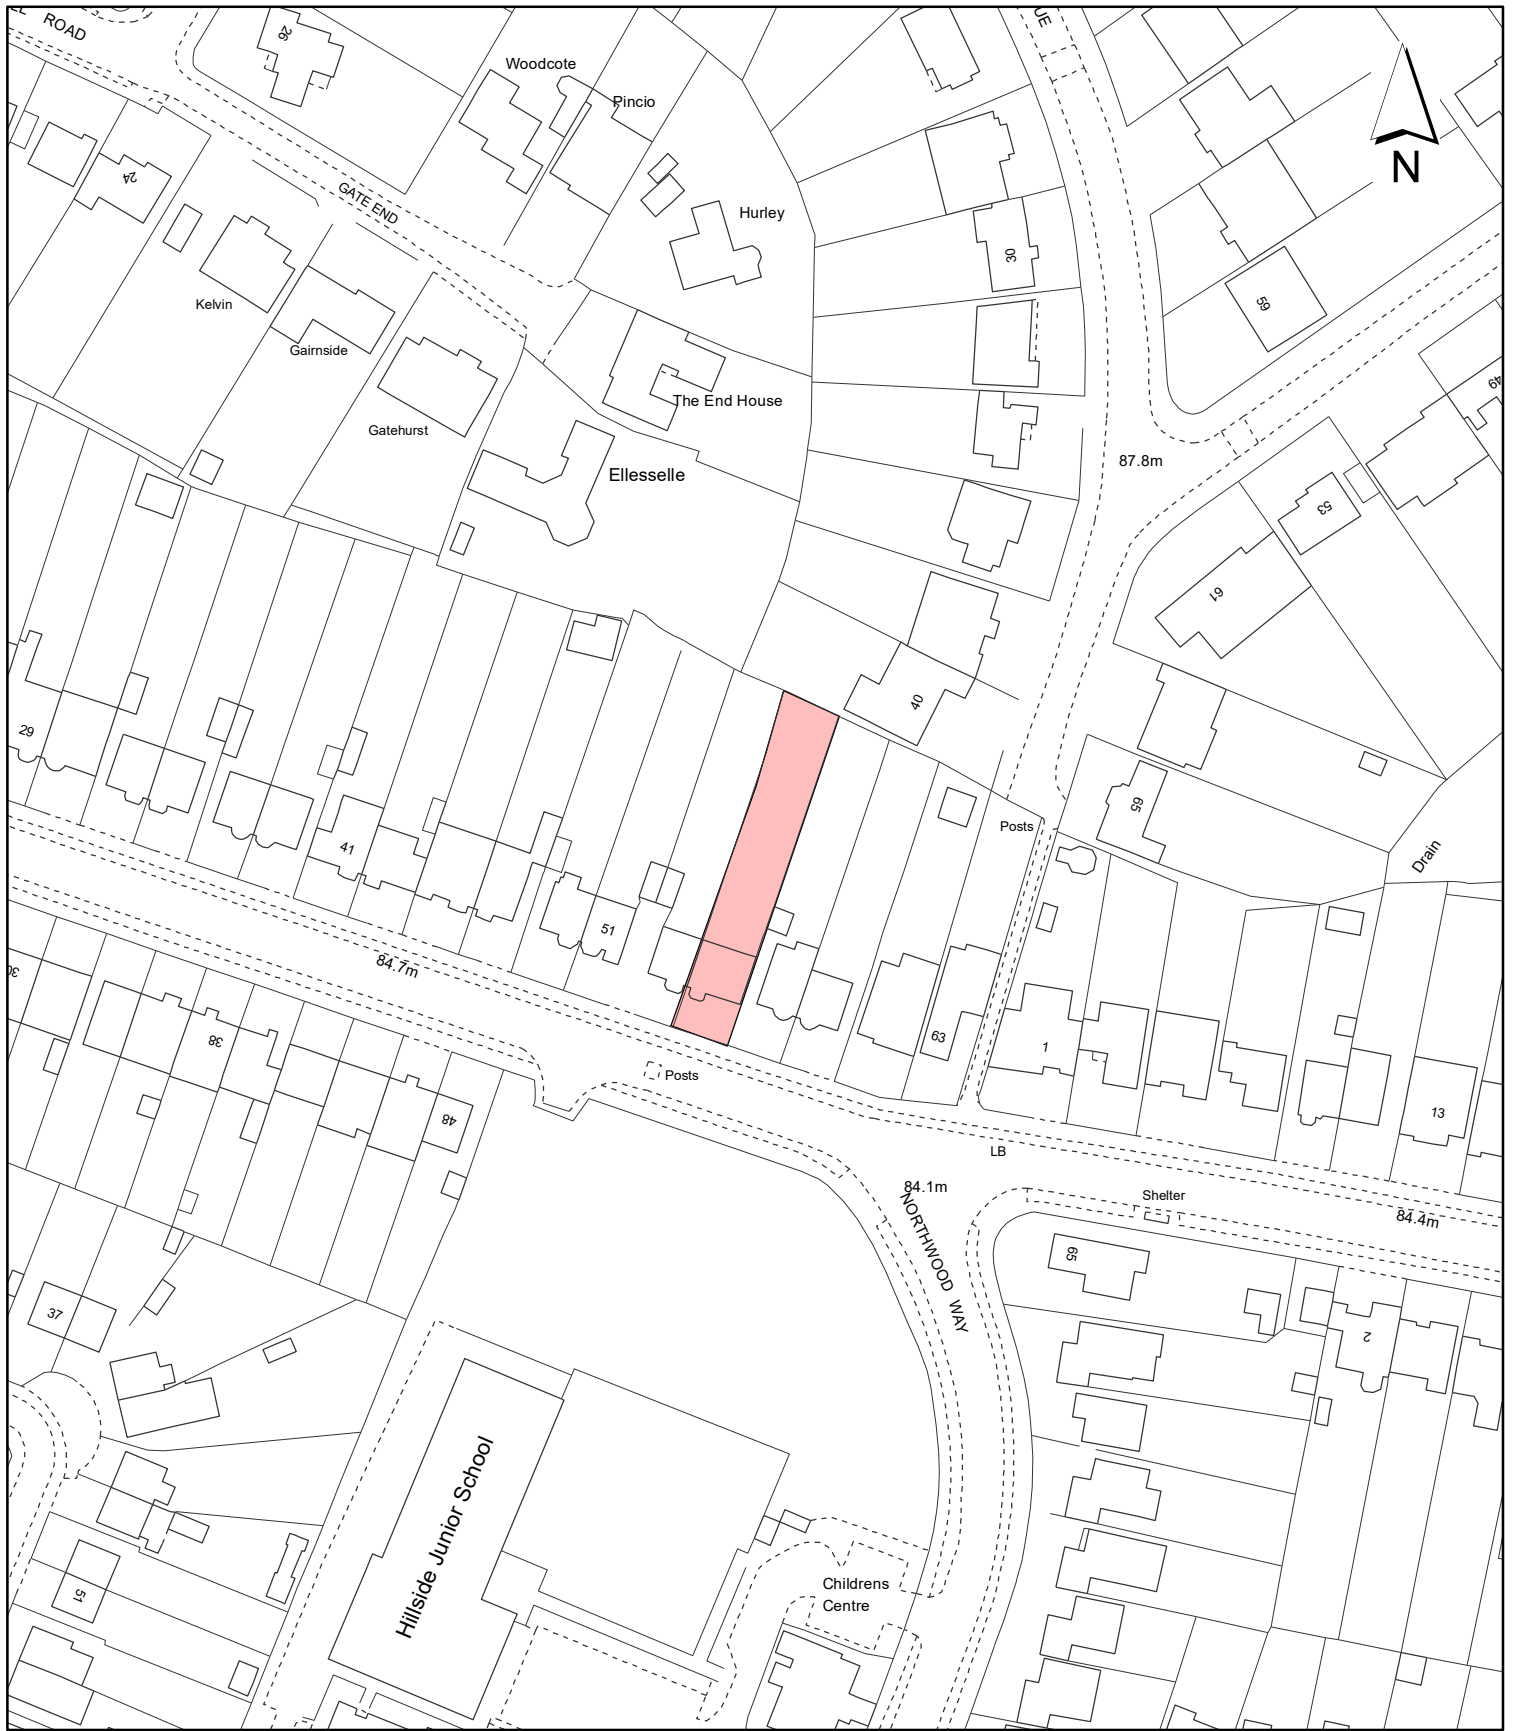 ROAD
26
Woodcote
Pincio
N
24
GATE END
Hurley
30
Kelvin
59
Gairnside
49
The End House
Gatehurst
87.8m
Ellesselle
53
61
40
29
65
Posts
41
Drain
51
84.7m
30
38
63
1
Posts
48
13
LB
84.1m
Shelter
84.4m
NORTHWOOD WAY
65
37
2
Hillside Junior School
Childrens
Centre
51